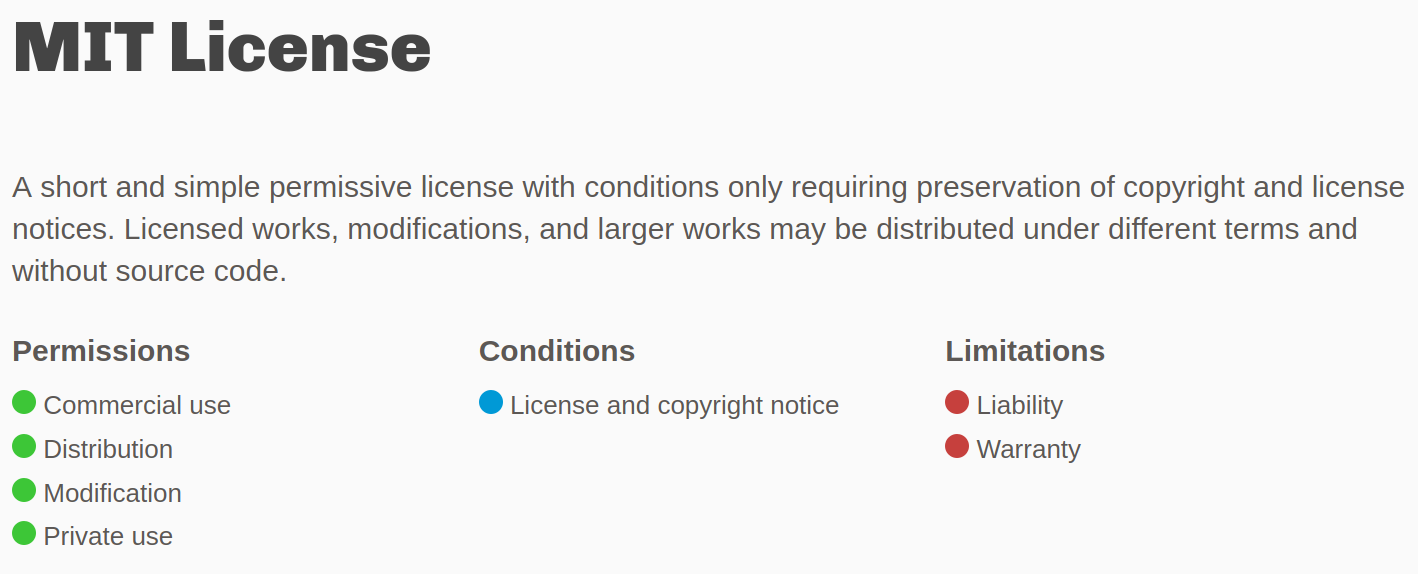 MIT License
A short and simple permissive license with conditions only requiring preservation of copyright and license
notices. Licensed works, modifications, and larger works may be distributed under different terms and
without source code.
Permissions
Commercial use
Distribution
Modification
Private use
Conditions
License and copyright notice
Limitations
Liability
Warranty